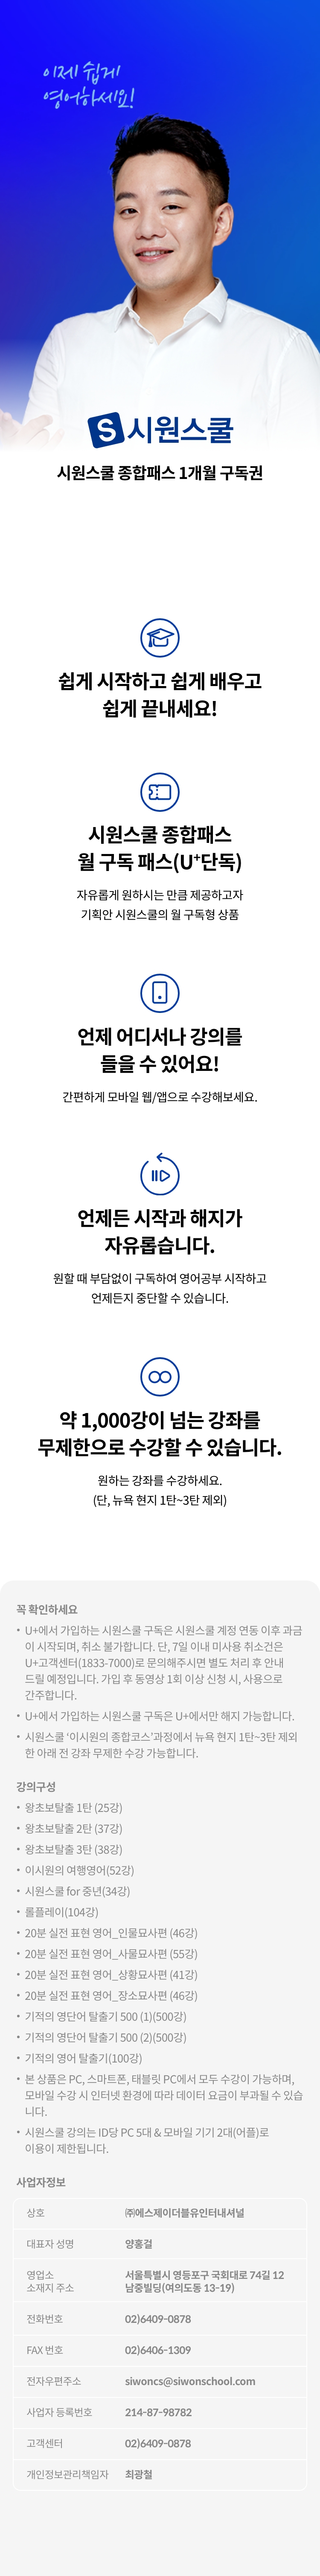 이제 쉽게
영어하세요!
S 시원스쿨
시원스쿨 종합패스 1개월 구독권
쉽게 시작하고 쉽게 배우고
쉽게 끝내세요!
시원스쿨 종합패스
월 구독 패스(U⁺단독)
자유롭게 원하시는 만큼 제공하고자
기획안 시원스쿨의 월 구독형 상품
언제 어디서나 강의를
들을 수 있어요!
간편하게 모바일 웹/앱으로 수강해보세요.
언제든 시작과 해지가
자유롭습니다.
원할 때 부담없이 구독하여 영어공부 시작하고
언제든지 중단할 수 있습니다.
약 1,000강이 넘는 강좌를
무제한으로 수강할 수 있습니다.
원하는 강좌를 수강하세요.
(단, 뉴욕 현지 1탄~3탄 제외)
꼭 확인하세요
• U+에서 가입하는 시원스쿨 구독은 시원스쿨 계정 연동 이후 과금
이 시작되며, 취소 불가합니다. 단, 7일 이내 미사용 취소건은
U+고객센터(1833-7000)로 문의해주시면 별도 처리 후 안내
드릴 예정입니다. 가입 후 동영상 1회 이상 신청 시, 사용으로
간주합니다.
• U+에서 가입하는 시원스쿨 구독은 U+에서만 해지 가능합니다.
• 시원스쿨 '이시원의 종합코스'과정에서 뉴욕 현지 1탄~3탄 제외
한 아래 전 강좌 무제한 수강 가능합니다.
강의구성
• 왕초보탈출 1탄 (25강)
• 왕초보탈출 2탄 (37강)
• 왕초보탈출 3탄 (38강)
• 이시원의 여행영어(52강)
• 시원스쿨 for 중년(34강)
• 롤플레이(104강)
• 20분 실전 표현 영어_인물묘사편 (46강)
• 20분 실전 표현 영어_사물묘사편 (55강)
• 20분 실전 표현 영어_상황묘사편 (41강)
• 20분 실전 표현 영어_장소묘사편 (46강)
• 기적의 영단어 탈출기 500 (1)(500강)
• 기적의 영단어 탈출기 500 (2)(500강)
• 기적의 영어 탈출기(100강)
• 본 상품은 PC, 스마트폰, 태블릿 PC에서 모두 수강이 가능하며,
모바일 수강 시 인터넷 환경에 따라 데이터 요금이 부과될 수 있습
니다.
• 시원스쿨 강의는 ID당 PC 5대 & 모바일 기기 2대(어플)로
이용이 제한됩니다.
사업자정보
상호 ㈜에스제이더블유인터내셔널
대표자 성명 양홍걸
영업소 서울특별시 영등포구 국회대로 74길 12
소재지 주소 남중빌딩(여의도동 13-19)
전화번호 02)6409-0878
FAX 번호 02)6406-1309
전자우편주소 siwoncs@siwonschool.com
사업자 등록번호 214-87-98782
고객센터 02)6409-0878
개인정보관리책임자 최광철